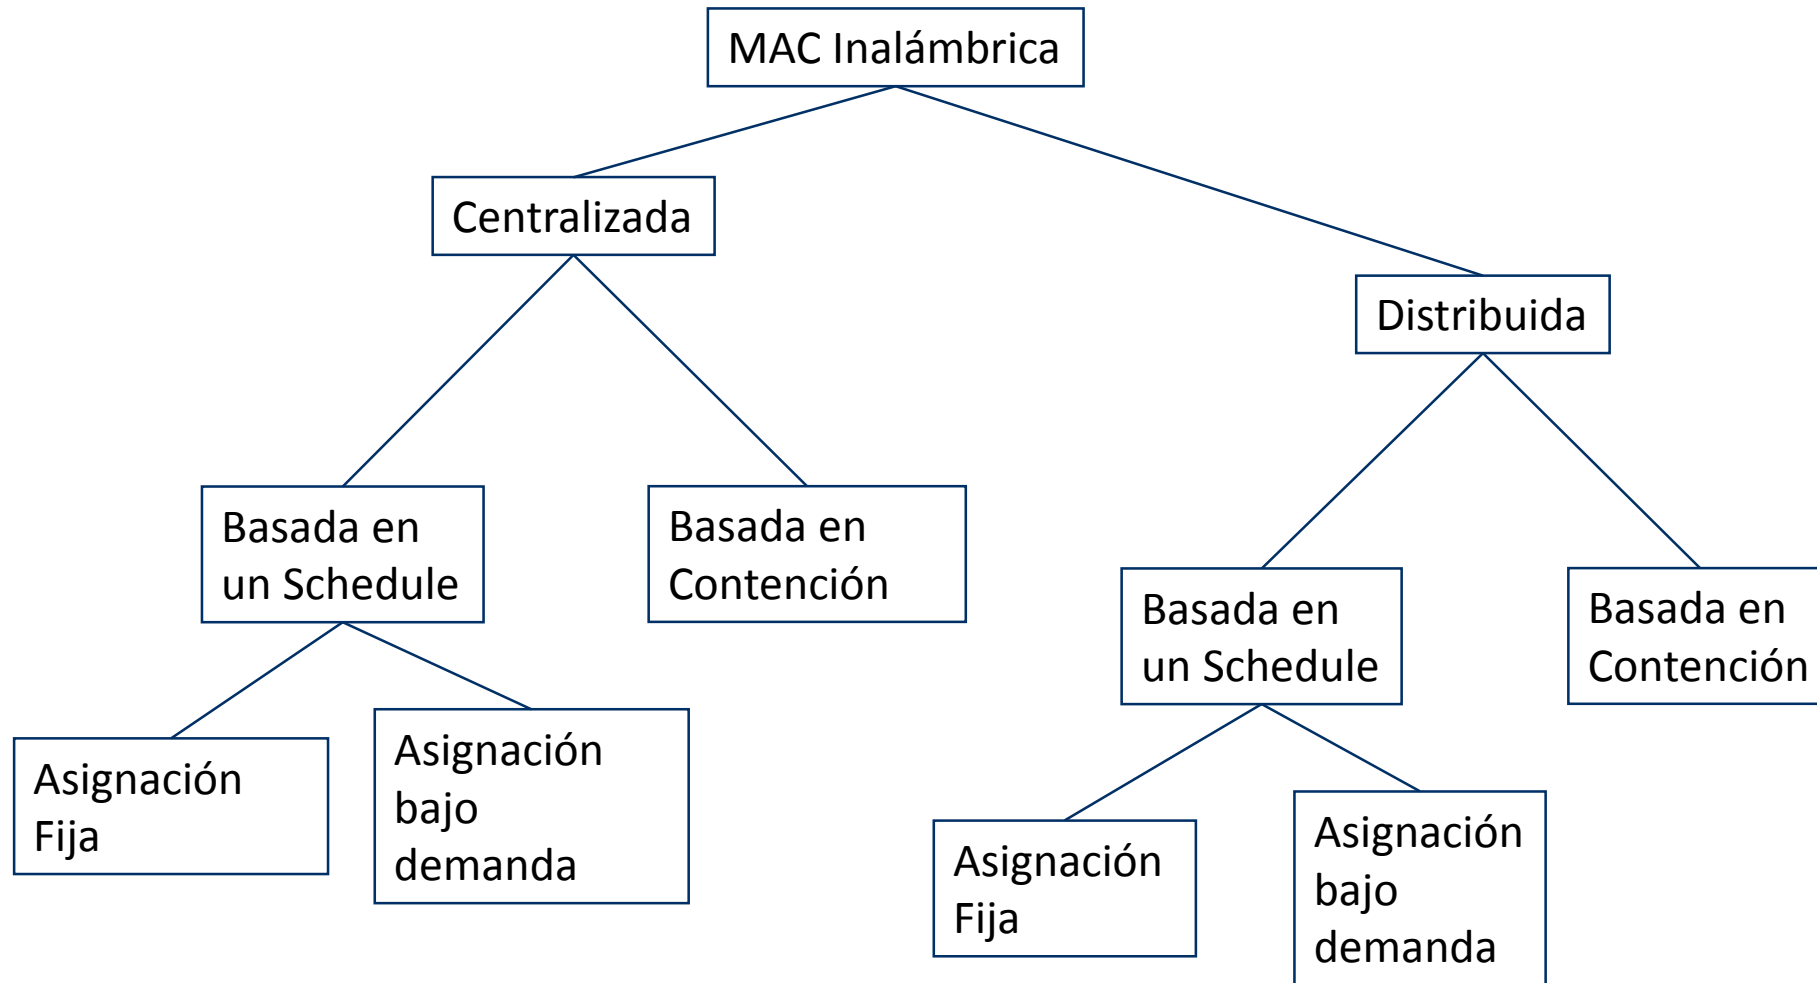 MAC Inalámbrica
Centralizada
Distribuida
Basada en
un Schedule
Basada en
Contención
Basada en
un Schedule
Basada en
Contención
Asignación
Fija
Asignación
bajo
demanda
Asignación
Fija
Asignación
bajo
demanda